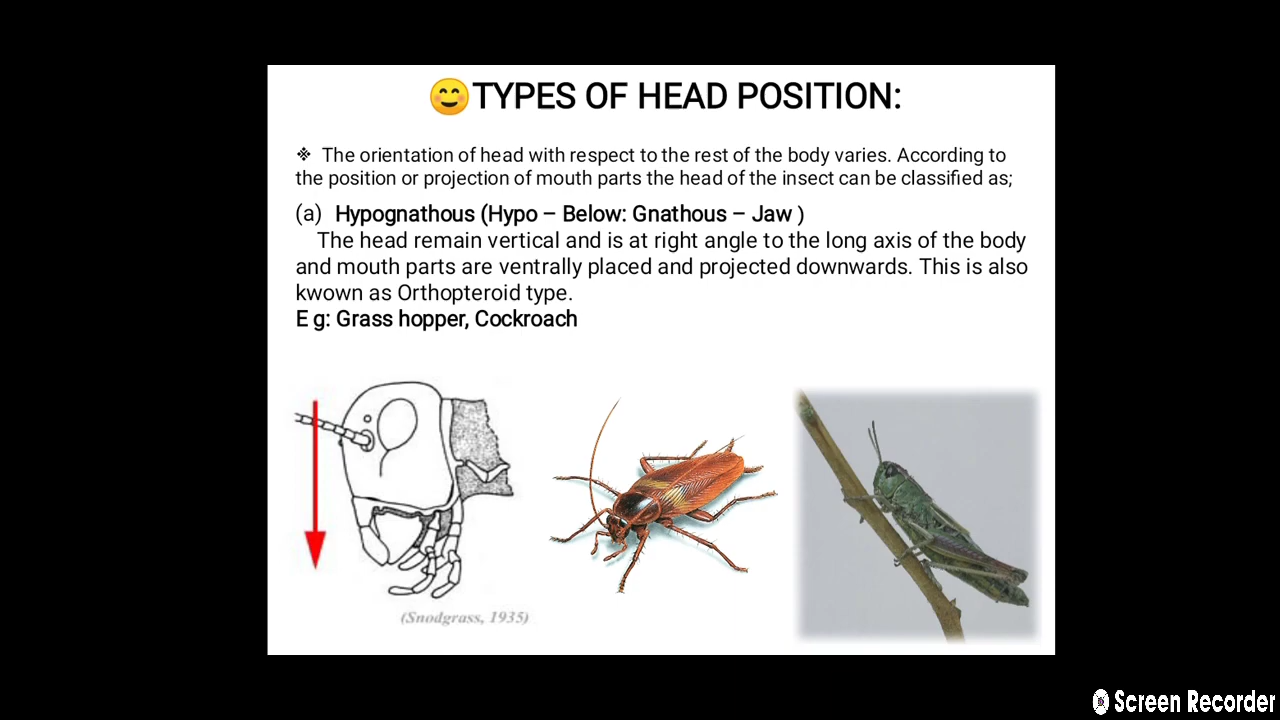 😊TYPES OF HEAD POSITION:
❖ The orientation of head with respect to the rest of the body varies. According to
the position or projection of mouth parts the head of the insect can be classified as;
(a) Hypognathous (Hypo – Below: Gnathous – Jaw )
The head remain vertical and is at right angle to the long axis of the body
and mouth parts are ventrally placed and projected downwards. This is also
kwown as Orthopteroid type.
E g: Grass hopper, Cockroach
(Snodgrass, 1935)
Screen Recorder